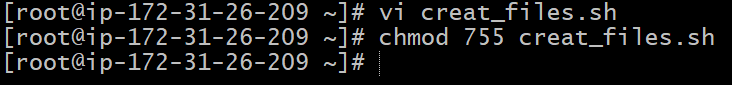 [root@ip-172-31-26-209 ~]# vi creat_files.sh
[root@ip-172-31-26-209 ~]# chmod 755 creat_files.sh
[root@ip-172-31-26-209 ~]#